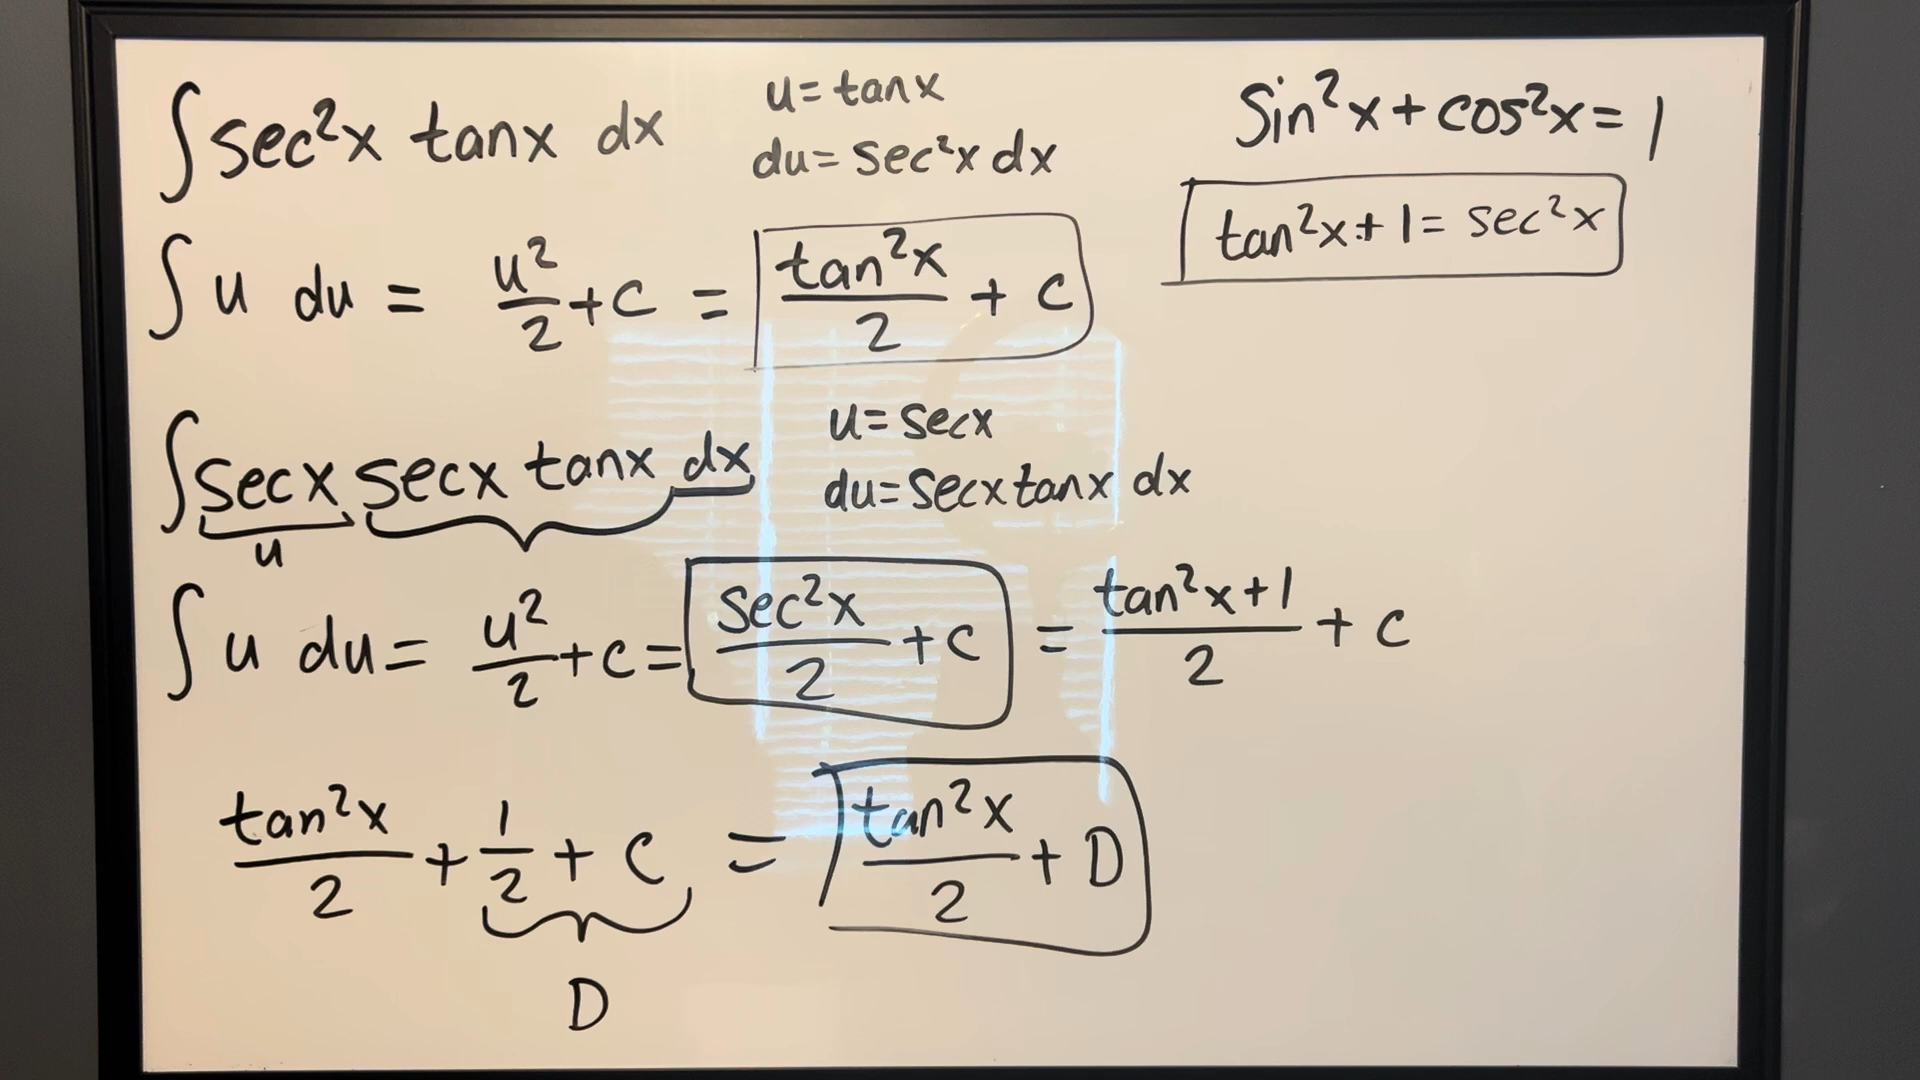 ∫ sec²x tanx dx
u = tanx
du = sec²x dx
sin²x + cos²x = 1
tan²x + 1 = sec²x
∫ u du = u²/2 + c = tan²x/2 + c
∫ secx secx tanx dx
u
u = secx
du = secx tanx dx
∫ u du = u²/2 + c = sec²x/2 + c = (tan²x + 1)/2 + c
tan²x/2 + 1/2 + c = tan²x/2 + D
D